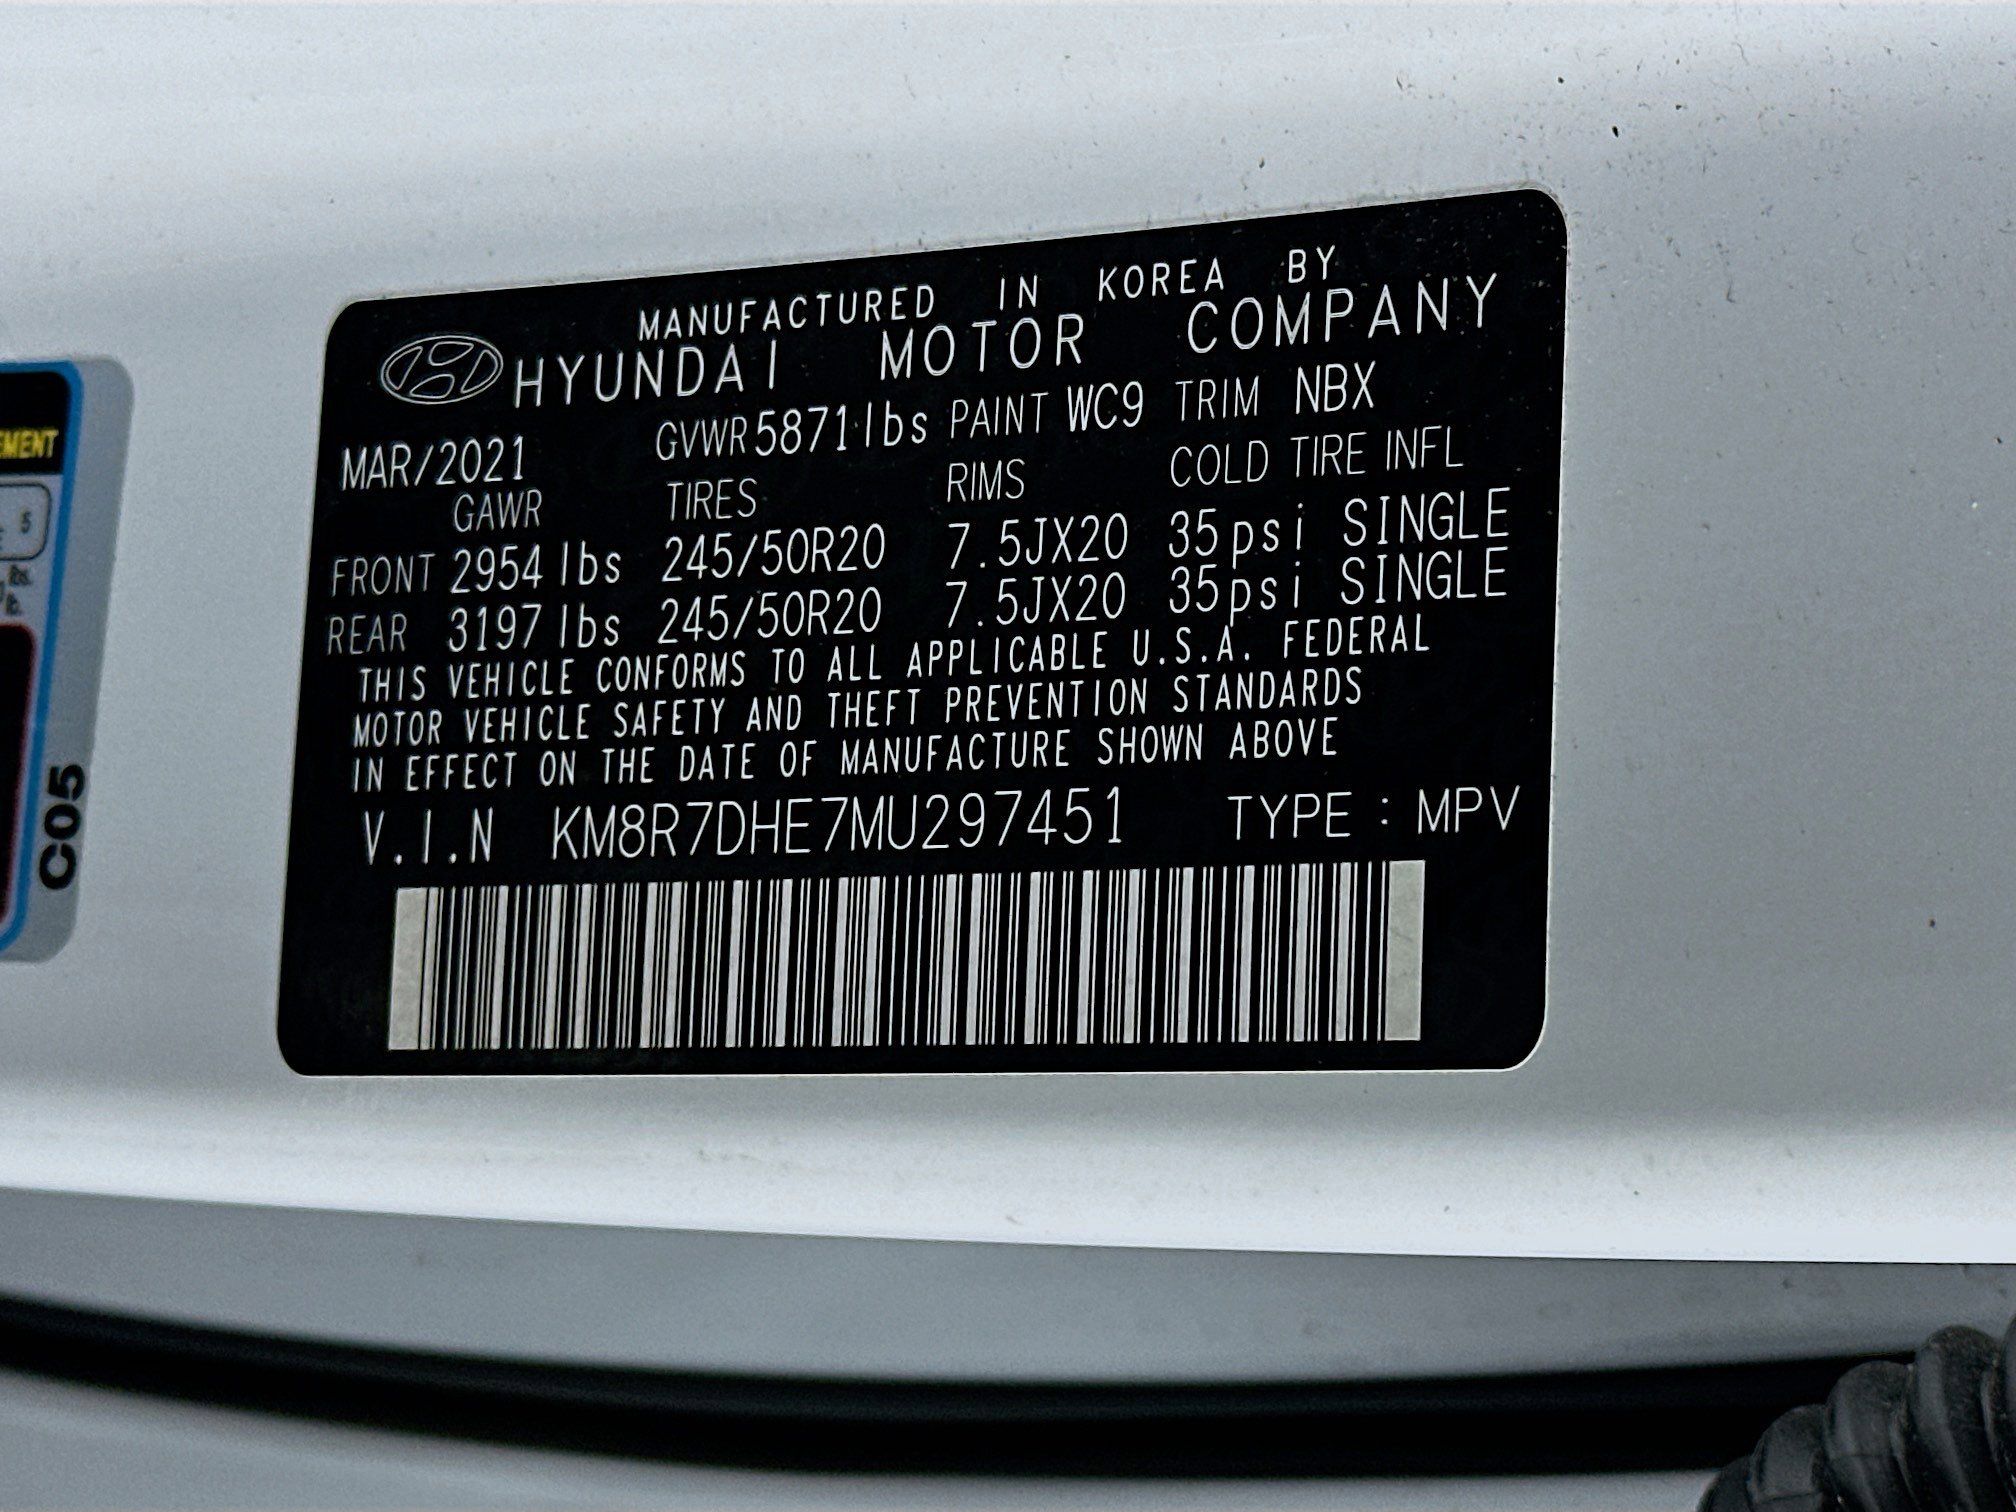 MANUFACTURED IN KOREA BY
HYUNDAI MOTOR COMPANY
MAR/2021 GVWR 5871 lbs PAINT WC9 TRIM NBX
GAWR TIRES RIMS COLD TIRE INFL
FRONT 2954 lbs 245/50R20 7.5JX20 35psi SINGLE
REAR 3197 lbs 245/50R20 7.5JX20 35psi SINGLE
THIS VEHICLE CONFORMS TO ALL APPLICABLE U.S.A. FEDERAL
MOTOR VEHICLE SAFETY AND THEFT PREVENTION STANDARDS
IN EFFECT ON THE DATE OF MANUFACTURE SHOWN ABOVE
V.I.N KM8R7DHE7MU297451 TYPE : MPV
5
lbs.
C05